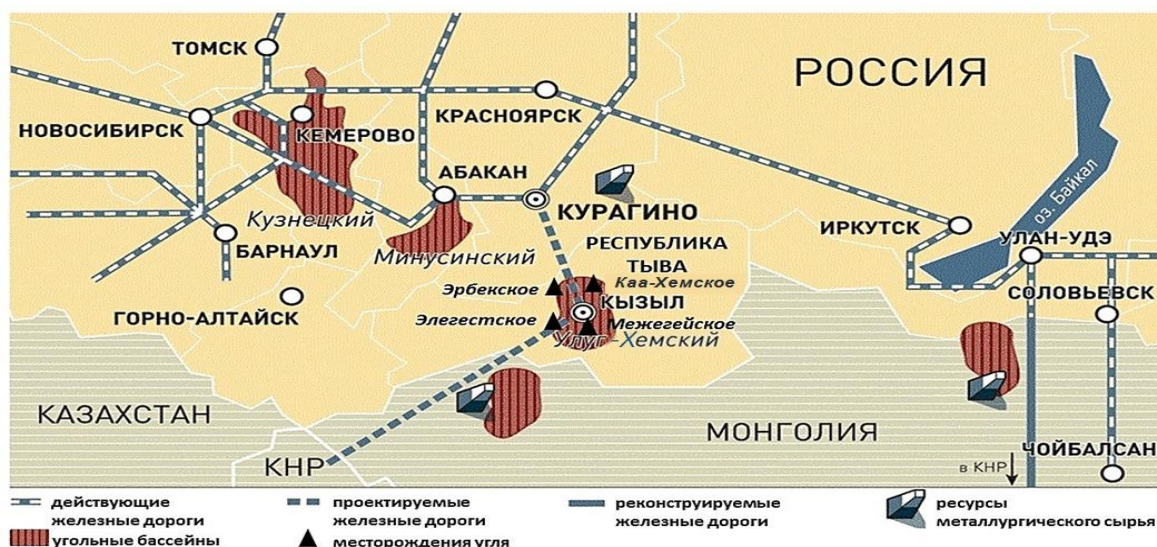 ТОМСК
РОССИЯ
НОВОСИБИРСК
КЕМЕРОВО
КРАСНОЯРСК
АБАКАН
оз. Байкал
Кузнецкий
КУРАГИНО
ИРКУТСК
БАРНАУЛ
Минусинский
РЕСПУБЛИКА
ТЫВА
УЛАН-УДЭ
Эрбекское
Каа-Хемское
КЫЗЫЛ
СОЛОВЬЕВСК
ГОРНО-АЛТАЙСК
Элегестское
Межегейское
Улуг-Хемский
КАЗАХСТАН
МОНГОЛИЯ
КНР
ЧОЙБАЛСАН
в КНР
действующие
железные дороги
проектируемые
железные дороги
реконструируемые
железные дороги
ресурсы
металлургического сырья
угольные бассейны
месторождения угля